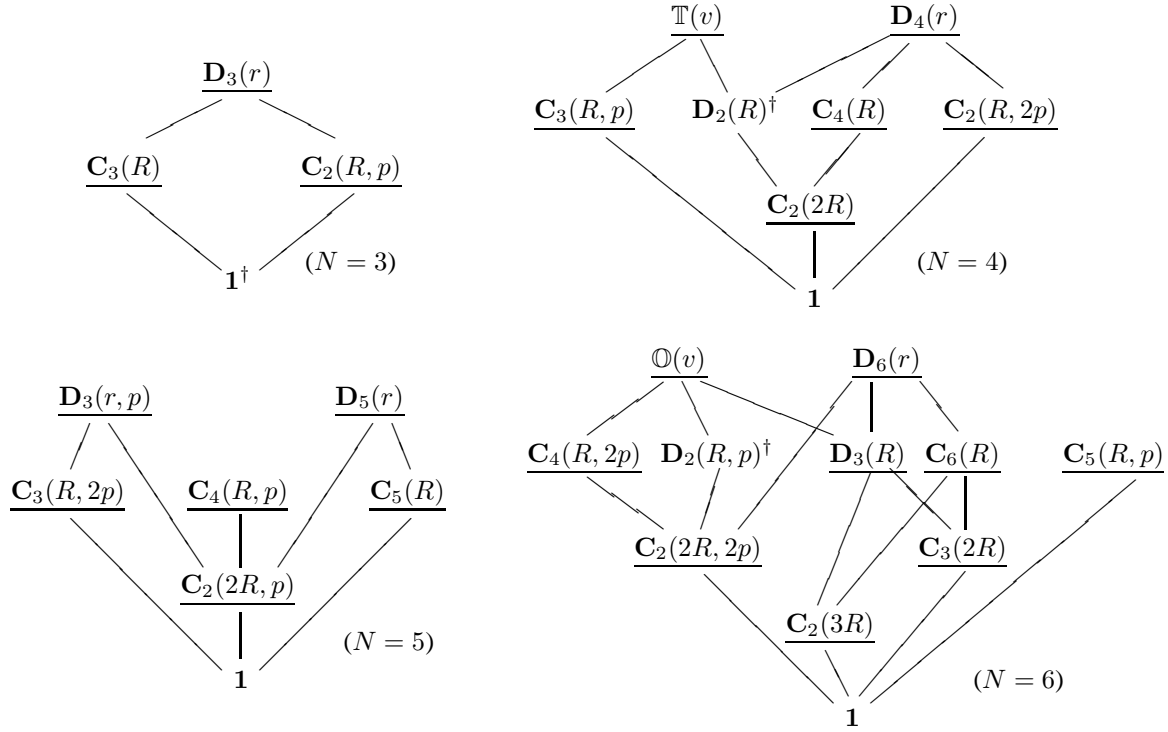 D₃(r)
C₃(R) C₂(R, p)
1† (N = 3)
𝕋(v) D₄(r)
C₃(R, p) D₂(R)† C₄(R) C₂(R, 2p)
C₂(2R)
1 (N = 4)
D₃(r, p) D₅(r)
C₃(R, 2p) C₄(R, p) C₅(R)
C₂(2R, p)
1 (N = 5)
𝕆(v) D₆(r)
C₄(R, 2p) D₂(R, p)† D₃(R) C₆(R) C₅(R, p)
C₂(2R, 2p) C₃(2R)
C₂(3R)
1 (N = 6)